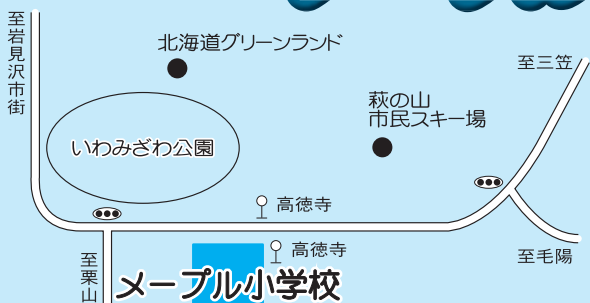 至岩見沢市街
北海道グリーンランド
至三笠
萩の山
市民スキー場
いわみざわ公園
高徳寺
高徳寺
至毛陽
至栗山
メープル小学校